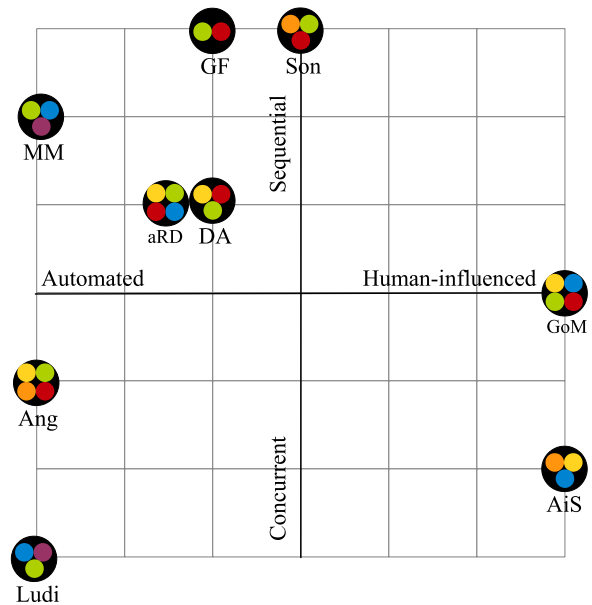 GF
Son
MM
Sequential
aRD
DA
Automated
Human-influenced
GoM
Ang
Concurrent
AiS
Ludi